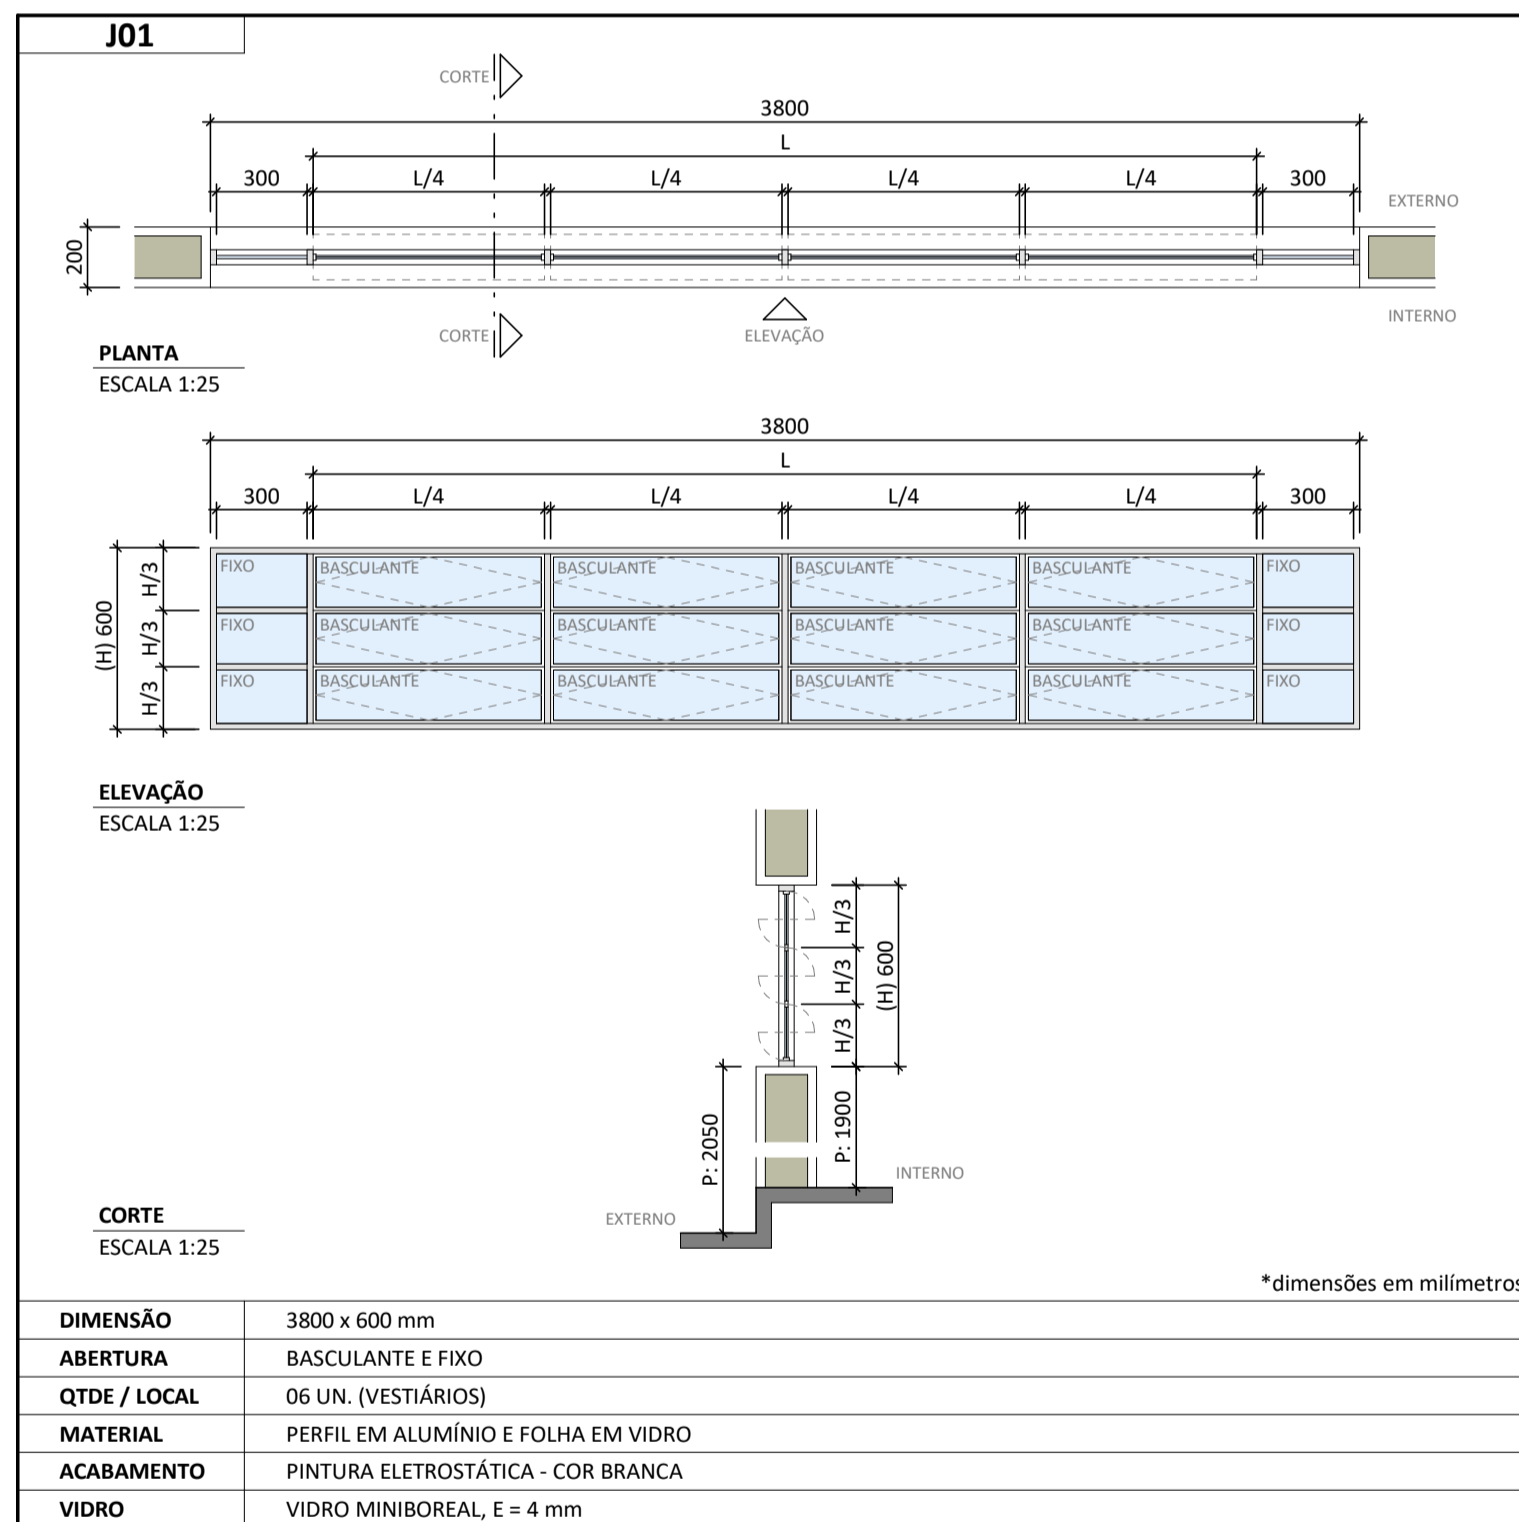 J01
CORTE
3800
L
300 L/4 L/4 L/4 L/4 300
EXTERNO
200
INTERNO
CORTE
ELEVAÇÃO
PLANTA
ESCALA 1:25
3800
L
300 L/4 L/4 L/4 L/4 300
(H) 600
H/3
H/3
H/3
FIXO BASCULANTE BASCULANTE BASCULANTE BASCULANTE FIXO
FIXO BASCULANTE BASCULANTE BASCULANTE BASCULANTE FIXO
FIXO BASCULANTE BASCULANTE BASCULANTE BASCULANTE FIXO
ELEVAÇÃO
ESCALA 1:25
H/3
H/3
H/3
(H) 600
P: 2050
P: 1900
INTERNO
EXTERNO
CORTE
ESCALA 1:25
*dimensões em milímetros
DIMENSÃO 3800 x 600 mm
ABERTURA BASCULANTE E FIXO
QTDE / LOCAL 06 UN. (VESTIÁRIOS)
MATERIAL PERFIL EM ALUMÍNIO E FOLHA EM VIDRO
ACABAMENTO PINTURA ELETROSTÁTICA - COR BRANCA
VIDRO VIDRO MINIBOREAL, E = 4 mm